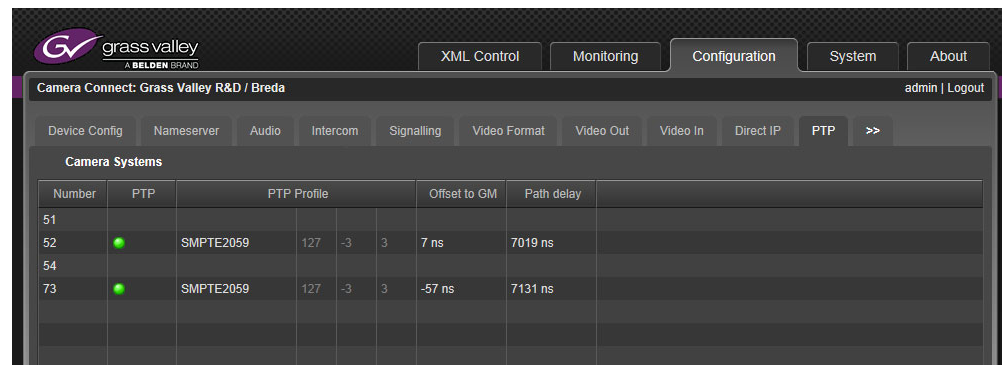 GV grass valley
A BELDEN BRAND
XML Control Monitoring Configuration System About
Camera Connect: Grass Valley R&D / Breda admin | Logout
Device Config Nameserver Audio Intercom Signalling Video Format Video Out Video In Direct IP PTP >>
Camera Systems
Number PTP PTP Profile Offset to GM Path delay
51
52 SMPTE2059 127 -3 3 7 ns 7019 ns
54
73 SMPTE2059 127 -3 3 -57 ns 7131 ns